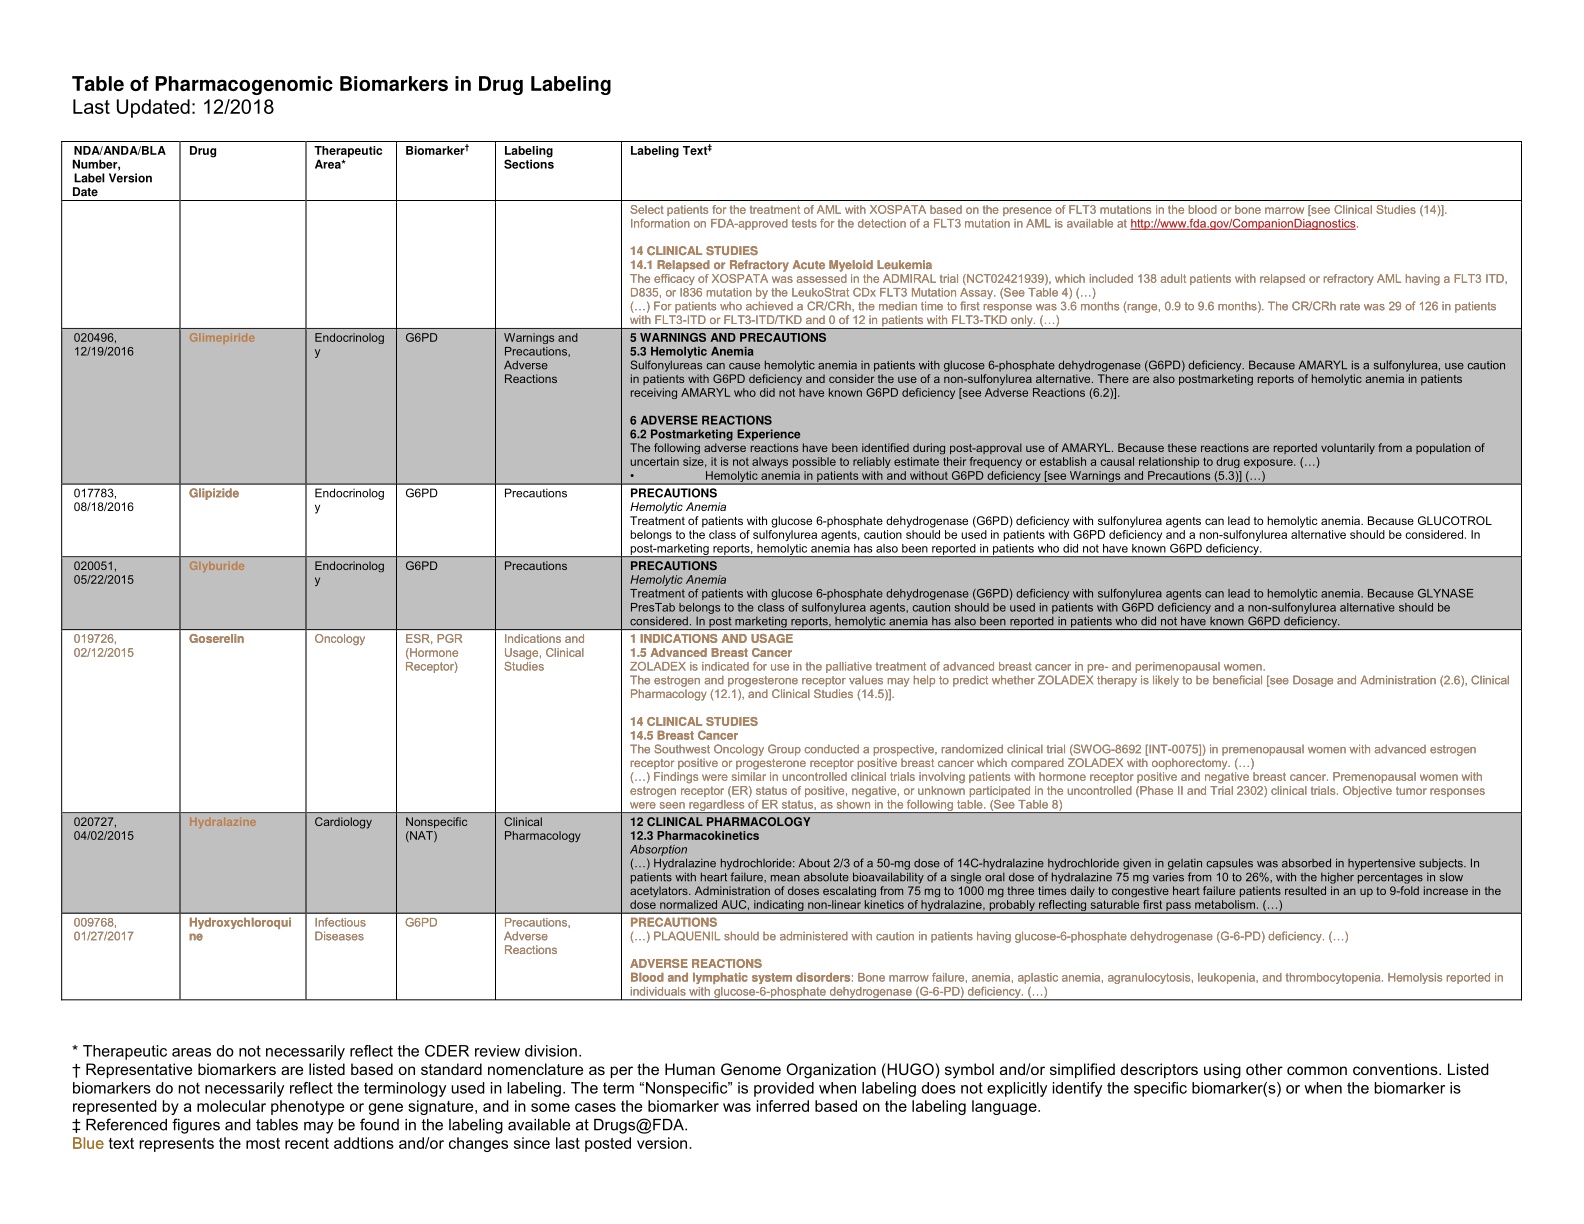 Table of Pharmacogenomic Biomarkers in Drug Labeling
Last Updated: 12/2018
NDA/ANDA/BLA
Number,
Label Version
Date
Drug
Therapeutic
Area*
Biomarker†
Labeling
Sections
Labeling Text‡
Select patients for the treatment of AML with XOSPATA based on the presence of FLT3 mutations in the blood or bone marrow [see Clinical Studies (14)].
Information on FDA-approved tests for the detection of a FLT3 mutation in AML is available at http://www.fda.gov/CompanionDiagnostics.
14 CLINICAL STUDIES
14.1 Relapsed or Refractory Acute Myeloid Leukemia
The efficacy of XOSPATA was assessed in the ADMIRAL trial (NCT02421939), which included 138 adult patients with relapsed or refractory AML having a FLT3 ITD,
D835, or I836 mutation by the LeukoStrat CDx FLT3 Mutation Assay. (See Table 4) (…)
(…) For patients who achieved a CR/CRh, the median time to first response was 3.6 months (range, 0.9 to 9.6 months). The CR/CRh rate was 29 of 126 in patients
with FLT3-ITD or FLT3-ITD/TKD and 0 of 12 in patients with FLT3-TKD only. (…)
020496,
12/19/2016
Glimepiride
Endocrinolog
y
G6PD
Warnings and
Precautions,
Adverse
Reactions
5 WARNINGS AND PRECAUTIONS
5.3 Hemolytic Anemia
Sulfonylureas can cause hemolytic anemia in patients with glucose 6-phosphate dehydrogenase (G6PD) deficiency. Because AMARYL is a sulfonylurea, use caution
in patients with G6PD deficiency and consider the use of a non-sulfonylurea alternative. There are also postmarketing reports of hemolytic anemia in patients
receiving AMARYL who did not have known G6PD deficiency [see Adverse Reactions (6.2)].
6 ADVERSE REACTIONS
6.2 Postmarketing Experience
The following adverse reactions have been identified during post-approval use of AMARYL. Because these reactions are reported voluntarily from a population of
uncertain size, it is not always possible to reliably estimate their frequency or establish a causal relationship to drug exposure. (…)
• Hemolytic anemia in patients with and without G6PD deficiency [see Warnings and Precautions (5.3)] (…)
017783,
08/18/2016
Glipizide
Endocrinolog
y
G6PD
Precautions
PRECAUTIONS
Hemolytic Anemia
Treatment of patients with glucose 6-phosphate dehydrogenase (G6PD) deficiency with sulfonylurea agents can lead to hemolytic anemia. Because GLUCOTROL
belongs to the class of sulfonylurea agents, caution should be used in patients with G6PD deficiency and a non-sulfonylurea alternative should be considered. In
post-marketing reports, hemolytic anemia has also been reported in patients who did not have known G6PD deficiency.
020051,
05/22/2015
Glyburide
Endocrinolog
y
G6PD
Precautions
PRECAUTIONS
Hemolytic Anemia
Treatment of patients with glucose 6-phosphate dehydrogenase (G6PD) deficiency with sulfonylurea agents can lead to hemolytic anemia. Because GLYNASE
PresTab belongs to the class of sulfonylurea agents, caution should be used in patients with G6PD deficiency and a non-sulfonylurea alternative should be
considered. In post marketing reports, hemolytic anemia has also been reported in patients who did not have known G6PD deficiency.
019726,
02/12/2015
Goserelin
Oncology
ESR, PGR
(Hormone
Receptor)
Indications and
Usage, Clinical
Studies
1 INDICATIONS AND USAGE
1.5 Advanced Breast Cancer
ZOLADEX is indicated for use in the palliative treatment of advanced breast cancer in pre- and perimenopausal women.
The estrogen and progesterone receptor values may help to predict whether ZOLADEX therapy is likely to be beneficial [see Dosage and Administration (2.6), Clinical
Pharmacology (12.1), and Clinical Studies (14.5)].
14 CLINICAL STUDIES
14.5 Breast Cancer
The Southwest Oncology Group conducted a prospective, randomized clinical trial (SWOG-8692 [INT-0075]) in premenopausal women with advanced estrogen
receptor positive or progesterone receptor positive breast cancer which compared ZOLADEX with oophorectomy. (…)
(…) Findings were similar in uncontrolled clinical trials involving patients with hormone receptor positive and negative breast cancer. Premenopausal women with
estrogen receptor (ER) status of positive, negative, or unknown participated in the uncontrolled (Phase II and Trial 2302) clinical trials. Objective tumor responses
were seen regardless of ER status, as shown in the following table. (See Table 8)
020727,
04/02/2015
Hydralazine
Cardiology
Nonspecific
(NAT)
Clinical
Pharmacology
12 CLINICAL PHARMACOLOGY
12.3 Pharmacokinetics
Absorption
(…) Hydralazine hydrochloride: About 2/3 of a 50-mg dose of 14C-hydralazine hydrochloride given in gelatin capsules was absorbed in hypertensive subjects. In
patients with heart failure, mean absolute bioavailability of a single oral dose of hydralazine 75 mg varies from 10 to 26%, with the higher percentages in slow
acetylators. Administration of doses escalating from 75 mg to 1000 mg three times daily to congestive heart failure patients resulted in an up to 9-fold increase in the
dose normalized AUC, indicating non-linear kinetics of hydralazine, probably reflecting saturable first pass metabolism. (…)
009768,
01/27/2017
Hydroxychloroqui
ne
Infectious
Diseases
G6PD
Precautions,
Adverse
Reactions
PRECAUTIONS
(…) PLAQUENIL should be administered with caution in patients having glucose-6-phosphate dehydrogenase (G-6-PD) deficiency. (…)
ADVERSE REACTIONS
Blood and lymphatic system disorders: Bone marrow failure, anemia, aplastic anemia, agranulocytosis, leukopenia, and thrombocytopenia. Hemolysis reported in
individuals with glucose-6-phosphate dehydrogenase (G-6-PD) deficiency. (…)
* Therapeutic areas do not necessarily reflect the CDER review division.
† Representative biomarkers are listed based on standard nomenclature as per the Human Genome Organization (HUGO) symbol and/or simplified descriptors using other common conventions. Listed
biomarkers do not necessarily reflect the terminology used in labeling. The term “Nonspecific” is provided when labeling does not explicitly identify the specific biomarker(s) or when the biomarker is
represented by a molecular phenotype or gene signature, and in some cases the biomarker was inferred based on the labeling language.
‡ Referenced figures and tables may be found in the labeling available at Drugs@FDA.
Blue text represents the most recent addtions and/or changes since last posted version.